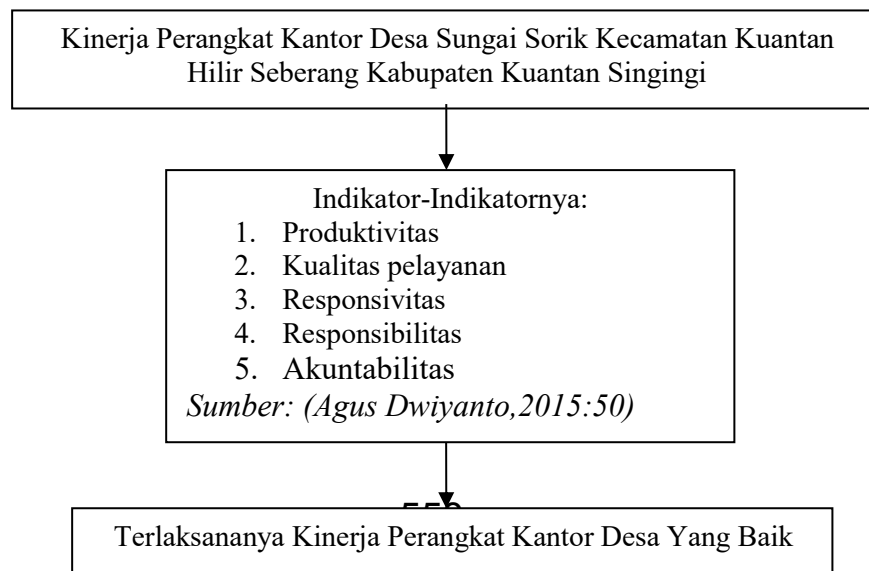 Kinerja Perangkat Kantor Desa Sungai Sorik Kecamatan Kuantan
Hilir Seberang Kabupaten Kuantan Singingi
Indikator-Indikatornya:
1. Produktivitas
2. Kualitas pelayanan
3. Responsivitas
4. Responsibilitas
5. Akuntabilitas
Sumber: (Agus Dwiyanto,2015:50)
Terlaksananya Kinerja Perangkat Kantor Desa Yang Baik